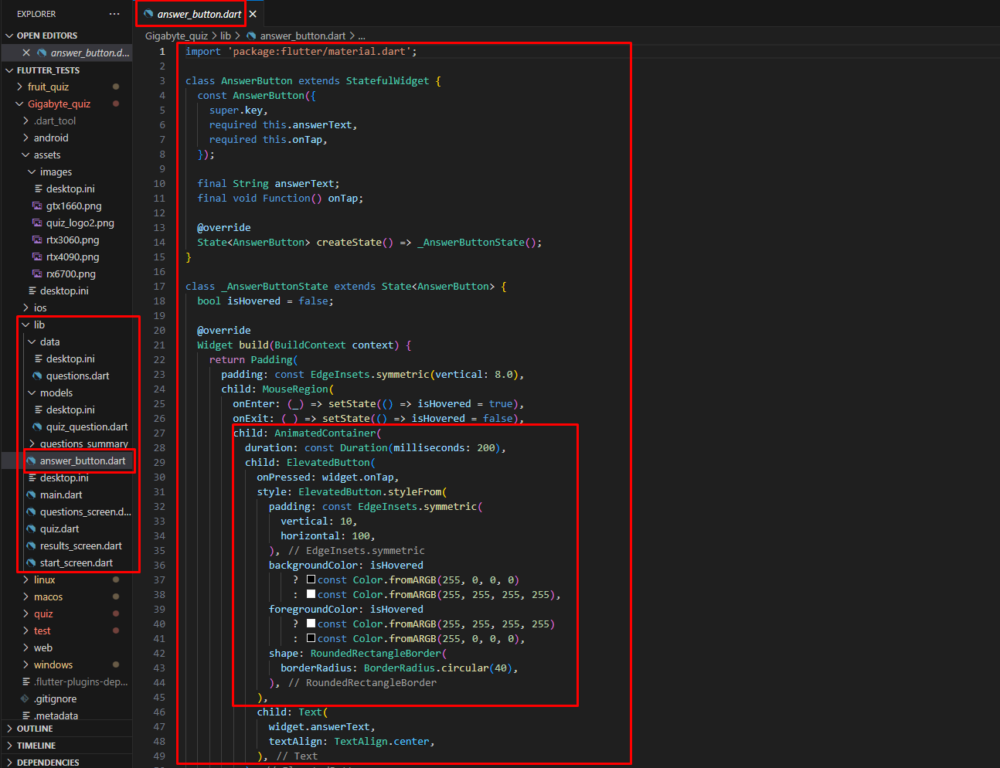 EXPLORER
OPEN EDITORS
answer_button.d...
FLUTTER_TESTS
fruit_quiz
Gigabyte_quiz
.dart_tool
android
assets
images
desktop.ini
gtx1660.png
quiz_logo2.png
rtx3060.png
rtx4090.png
rx6700.png
desktop.ini
ios
lib
data
desktop.ini
questions.dart
models
desktop.ini
quiz_question.dart
questions_summary
answer_button.dart
desktop.ini
main.dart
questions_screen.d...
quiz.dart
results_screen.dart
start_screen.dart
linux
macos
quiz
test
web
windows
.flutter-plugins-dep...
.gitignore
.metadata
OUTLINE
TIMELINE
DEPENDENCIES
answer_button.dart
Gigabyte_quiz > lib > answer_button.dart > ...
1 import 'package:flutter/material.dart';
2
3 class AnswerButton extends StatefulWidget {
4 const AnswerButton({
5 super.key,
6 required this.answerText,
7 required this.onTap,
8 });
9
10 final String answerText;
11 final void Function() onTap;
12
13 @override
14 State<AnswerButton> createState() => _AnswerButtonState();
15 }
16
17 class _AnswerButtonState extends State<AnswerButton> {
18 bool isHovered = false;
19
20 @override
21 Widget build(BuildContext context) {
22 return Padding(
23 padding: const EdgeInsets.symmetric(vertical: 8.0),
24 child: MouseRegion(
25 onEnter: (_) => setState(() => isHovered = true),
26 onExit: (_) => setState(() => isHovered = false),
27 child: AnimatedContainer(
28 duration: const Duration(milliseconds: 200),
29 child: ElevatedButton(
30 onPressed: widget.onTap,
31 style: ElevatedButton.styleFrom(
32 padding: const EdgeInsets.symmetric(
33 vertical: 10,
34 horizontal: 100,
35 ), // EdgeInsets.symmetric
36 backgroundColor: isHovered
37 ? const Color.fromARGB(255, 0, 0, 0)
38 : const Color.fromARGB(255, 255, 255, 255),
39 foregroundColor: isHovered
40 ? const Color.fromARGB(255, 255, 255, 255)
41 : const Color.fromARGB(255, 0, 0, 0),
42 shape: RoundedRectangleBorder(
43 borderRadius: BorderRadius.circular(40),
44 ), // RoundedRectangleBorder
45 ),
46 child: Text(
47 widget.answerText,
48 textAlign: TextAlign.center,
49 ), // Text